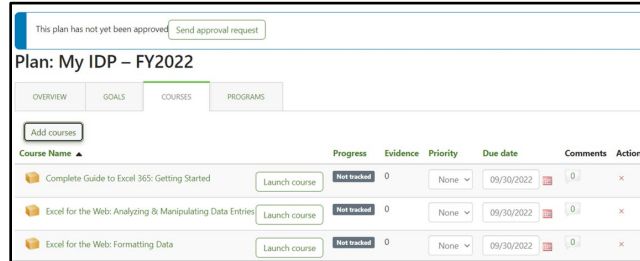 This plan has not yet been approved Send approval request
Plan: My IDP – FY2022
OVERVIEW GOALS COURSES PROGRAMS
Add courses
Course Name ▲ Progress Evidence Priority Due date Comments Action
Complete Guide to Excel 365: Getting Started Launch course Not tracked 0 None 09/30/2022 0 ×
Excel for the Web: Analyzing & Manipulating Data Entries Launch course Not tracked 0 None 09/30/2022 0 ×
Excel for the Web: Formatting Data Launch course Not tracked 0 None 09/30/2022 0 ×